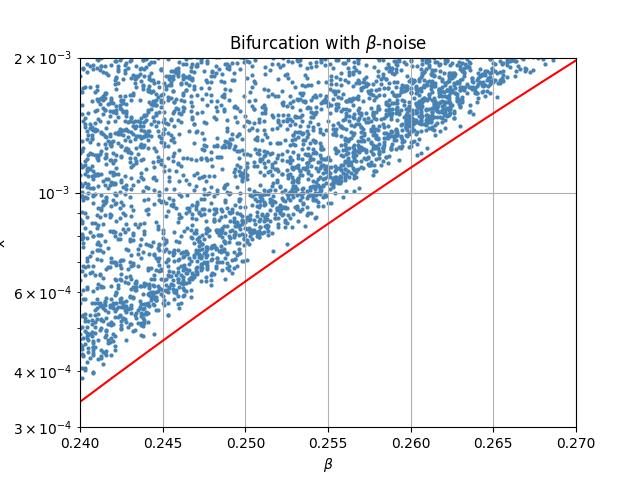 Bifurcation with β-noise
2 × 10⁻³
10⁻³
6 × 10⁻⁴
4 × 10⁻⁴
3 × 10⁻⁴
0.240 0.245 0.250 0.255 0.260 0.265 0.270
β